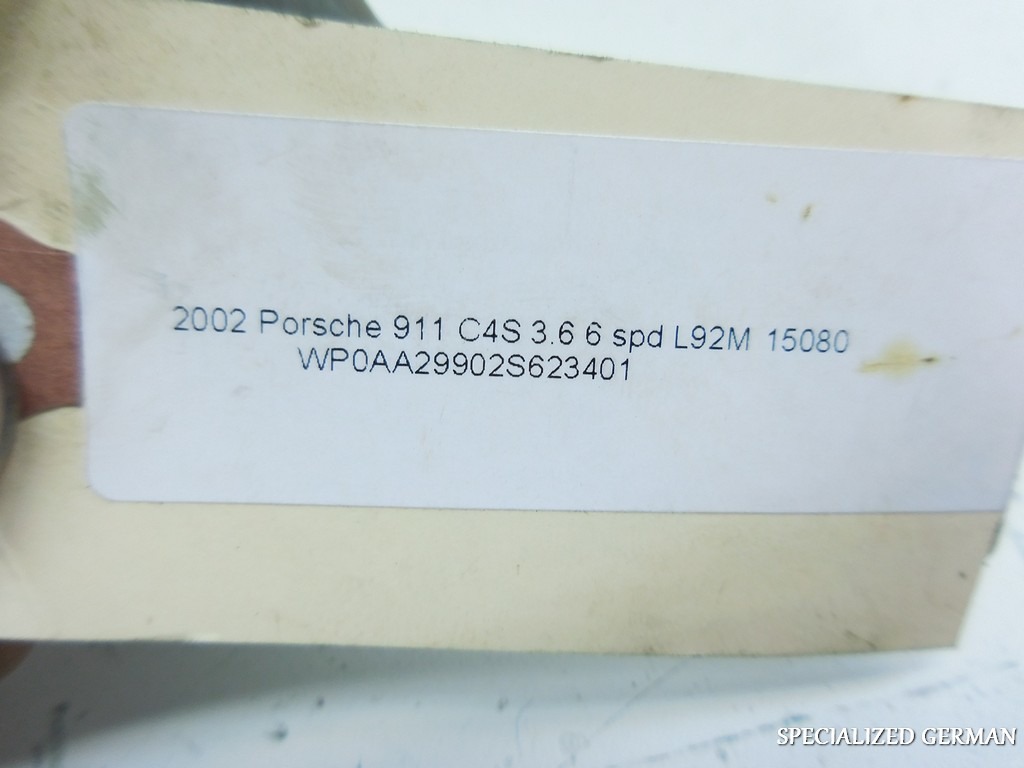 2002 Porsche 911 C4S 3.6 6 spd L92M 15080
WP0AA29902S623401
SPECIALIZED GERMAN